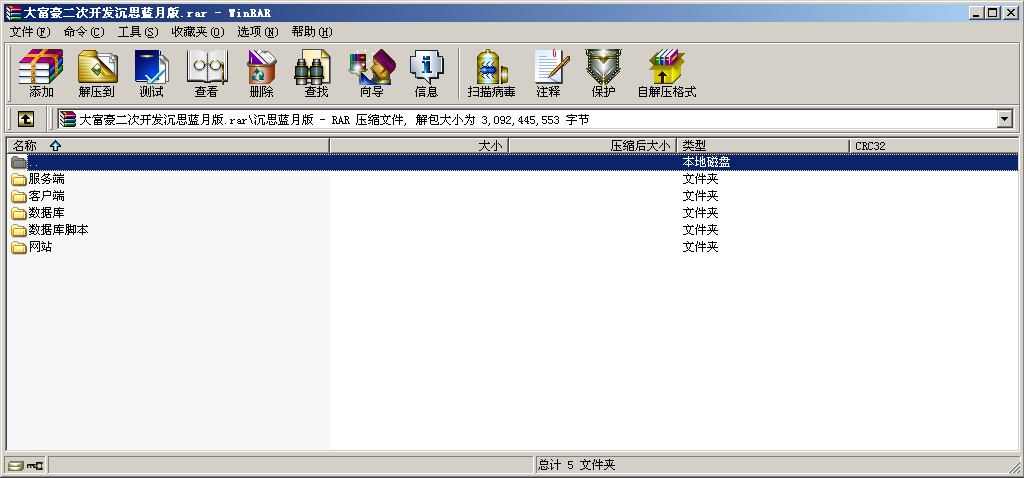 大富豪二次开发沉思蓝月版.rar - WinRAR
文件(F) 命令(C) 工具(S) 收藏夹(O) 选项(N) 帮助(H)
添加 解压到 测试 查看 删除 查找 向导 信息 扫描病毒 注释 保护 自解压格式
大富豪二次开发沉思蓝月版.rar\沉思蓝月版 - RAR 压缩文件, 解包大小为 3,092,445,553 字节
名称 大小 压缩后大小 类型 CRC32
.. 本地磁盘
服务端 文件夹
客户端 文件夹
数据库 文件夹
数据库脚本 文件夹
网站 文件夹
总计 5 文件夹